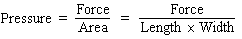 Pressure = Force/Area = Force/(Length × Width)